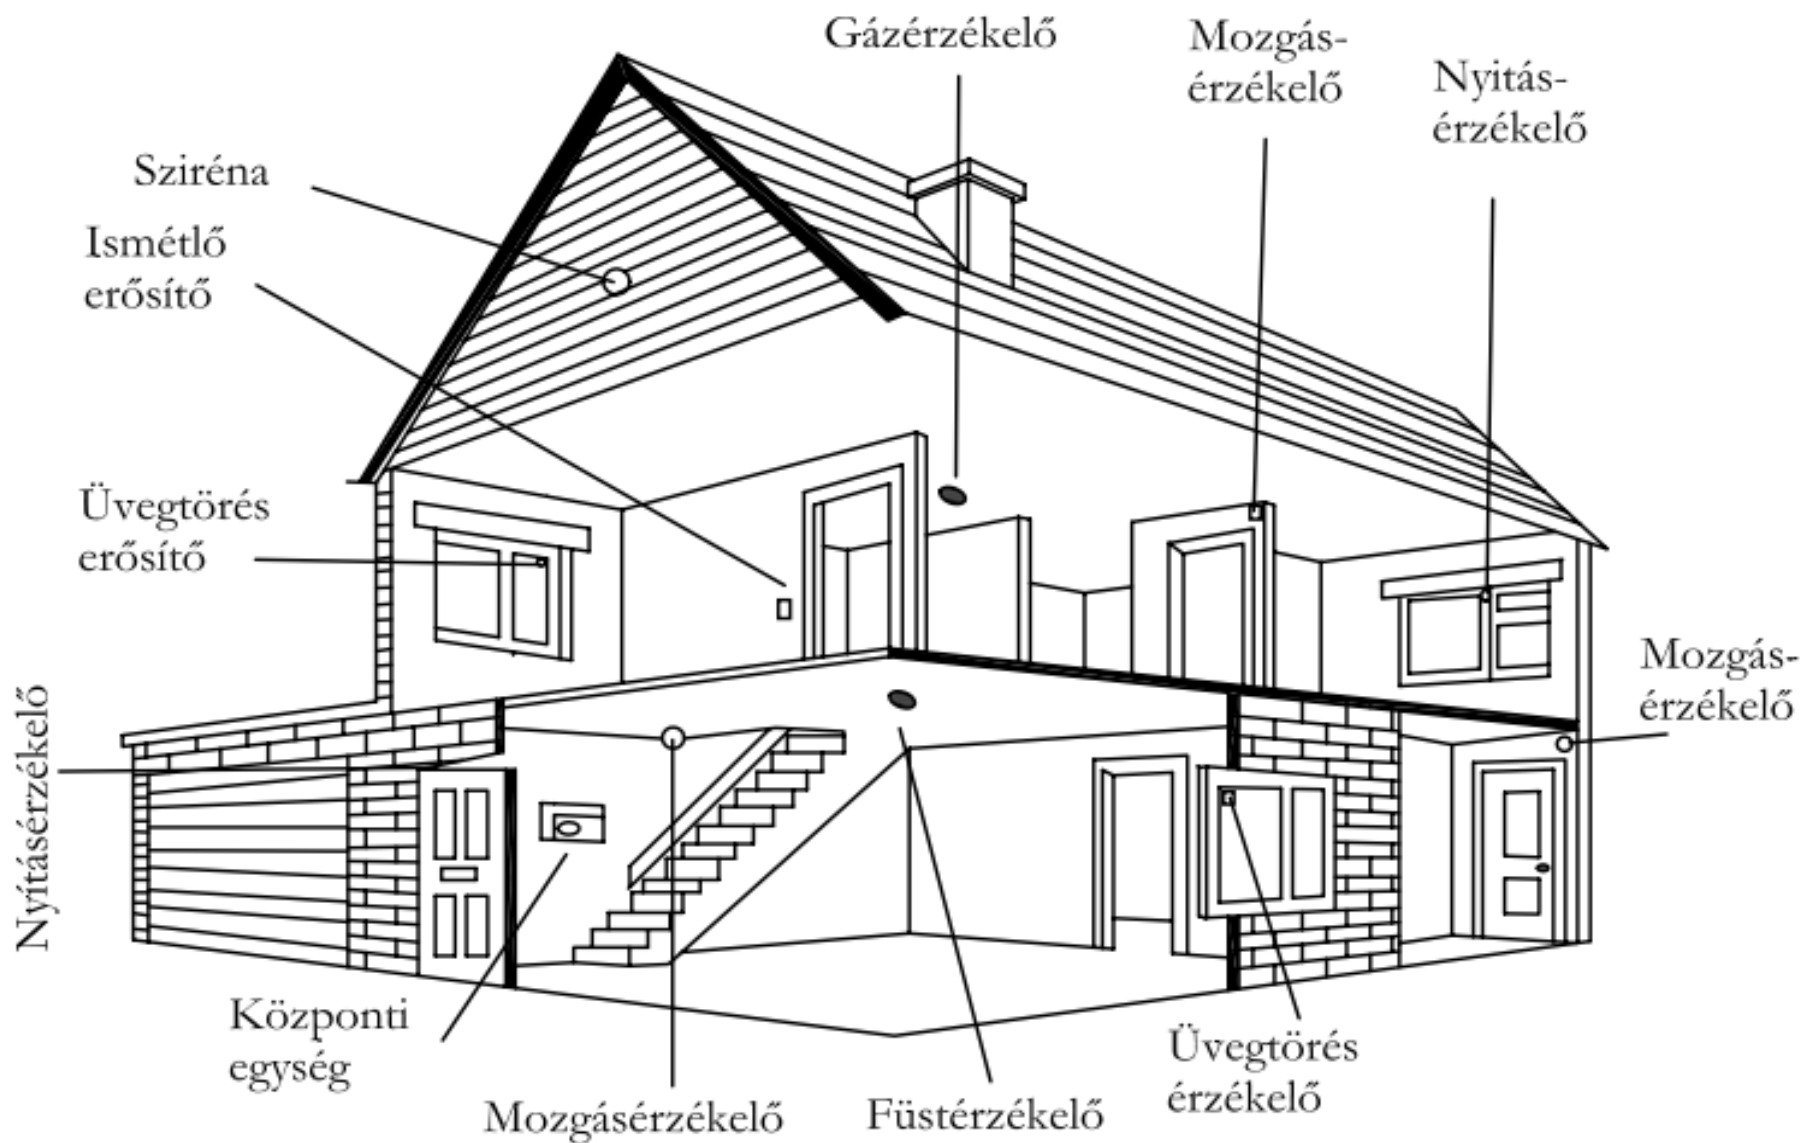 Gázérzékelő
Mozgás-
érzékelő
Nyitás-
érzékelő
Sziréna
Ismétlő
erősítő
Üvegtörés
erősítő
Mozgás-
érzékelő
Nyításérzékelő
Központi
egység
Mozgásérzékelő
Füstérzékelő
Üvegtörés
érzékelő